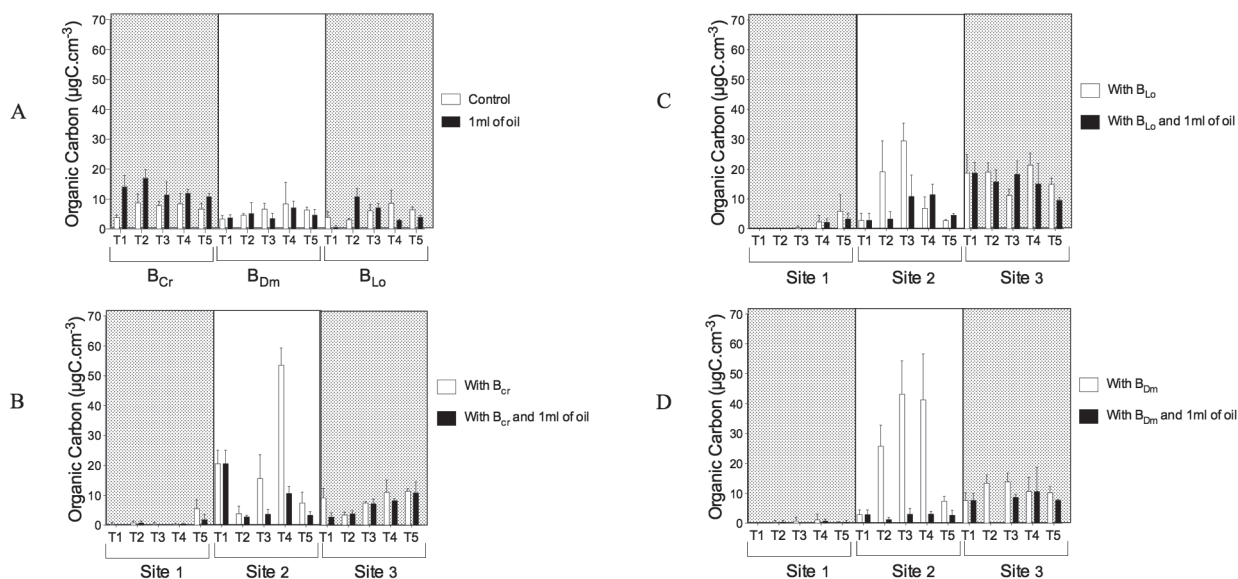 A
Organic Carbon (µgC.cm-3)
70
60
50
40
30
20
10
0
T1 T2 T3 T4 T5 T1 T2 T3 T4 T5 T1 T2 T3 T4 T5
BCr BDm BLo
Control
1ml of oil
B
Organic Carbon (µgC.cm-3)
70
60
50
40
30
20
10
0
T1 T2 T3 T4 T5 T1 T2 T3 T4 T5 T1 T2 T3 T4 T5
Site 1 Site 2 Site 3
With Bcr
With Bcr and 1ml of oil
C
Organic Carbon (µgC.cm-3)
70
60
50
40
30
20
10
0
T1 T2 T3 T4 T5 T1 T2 T3 T4 T5 T1 T2 T3 T4 T5
Site 1 Site 2 Site 3
With BLo
With BLo and 1ml of oil
D
Organic Carbon (µgC.cm-3)
70
60
50
40
30
20
10
0
T1 T2 T3 T4 T5 T1 T2 T3 T4 T5 T1 T2 T3 T4 T5
Site 1 Site 2 Site 3
With BDm
With BDm and 1ml of oil